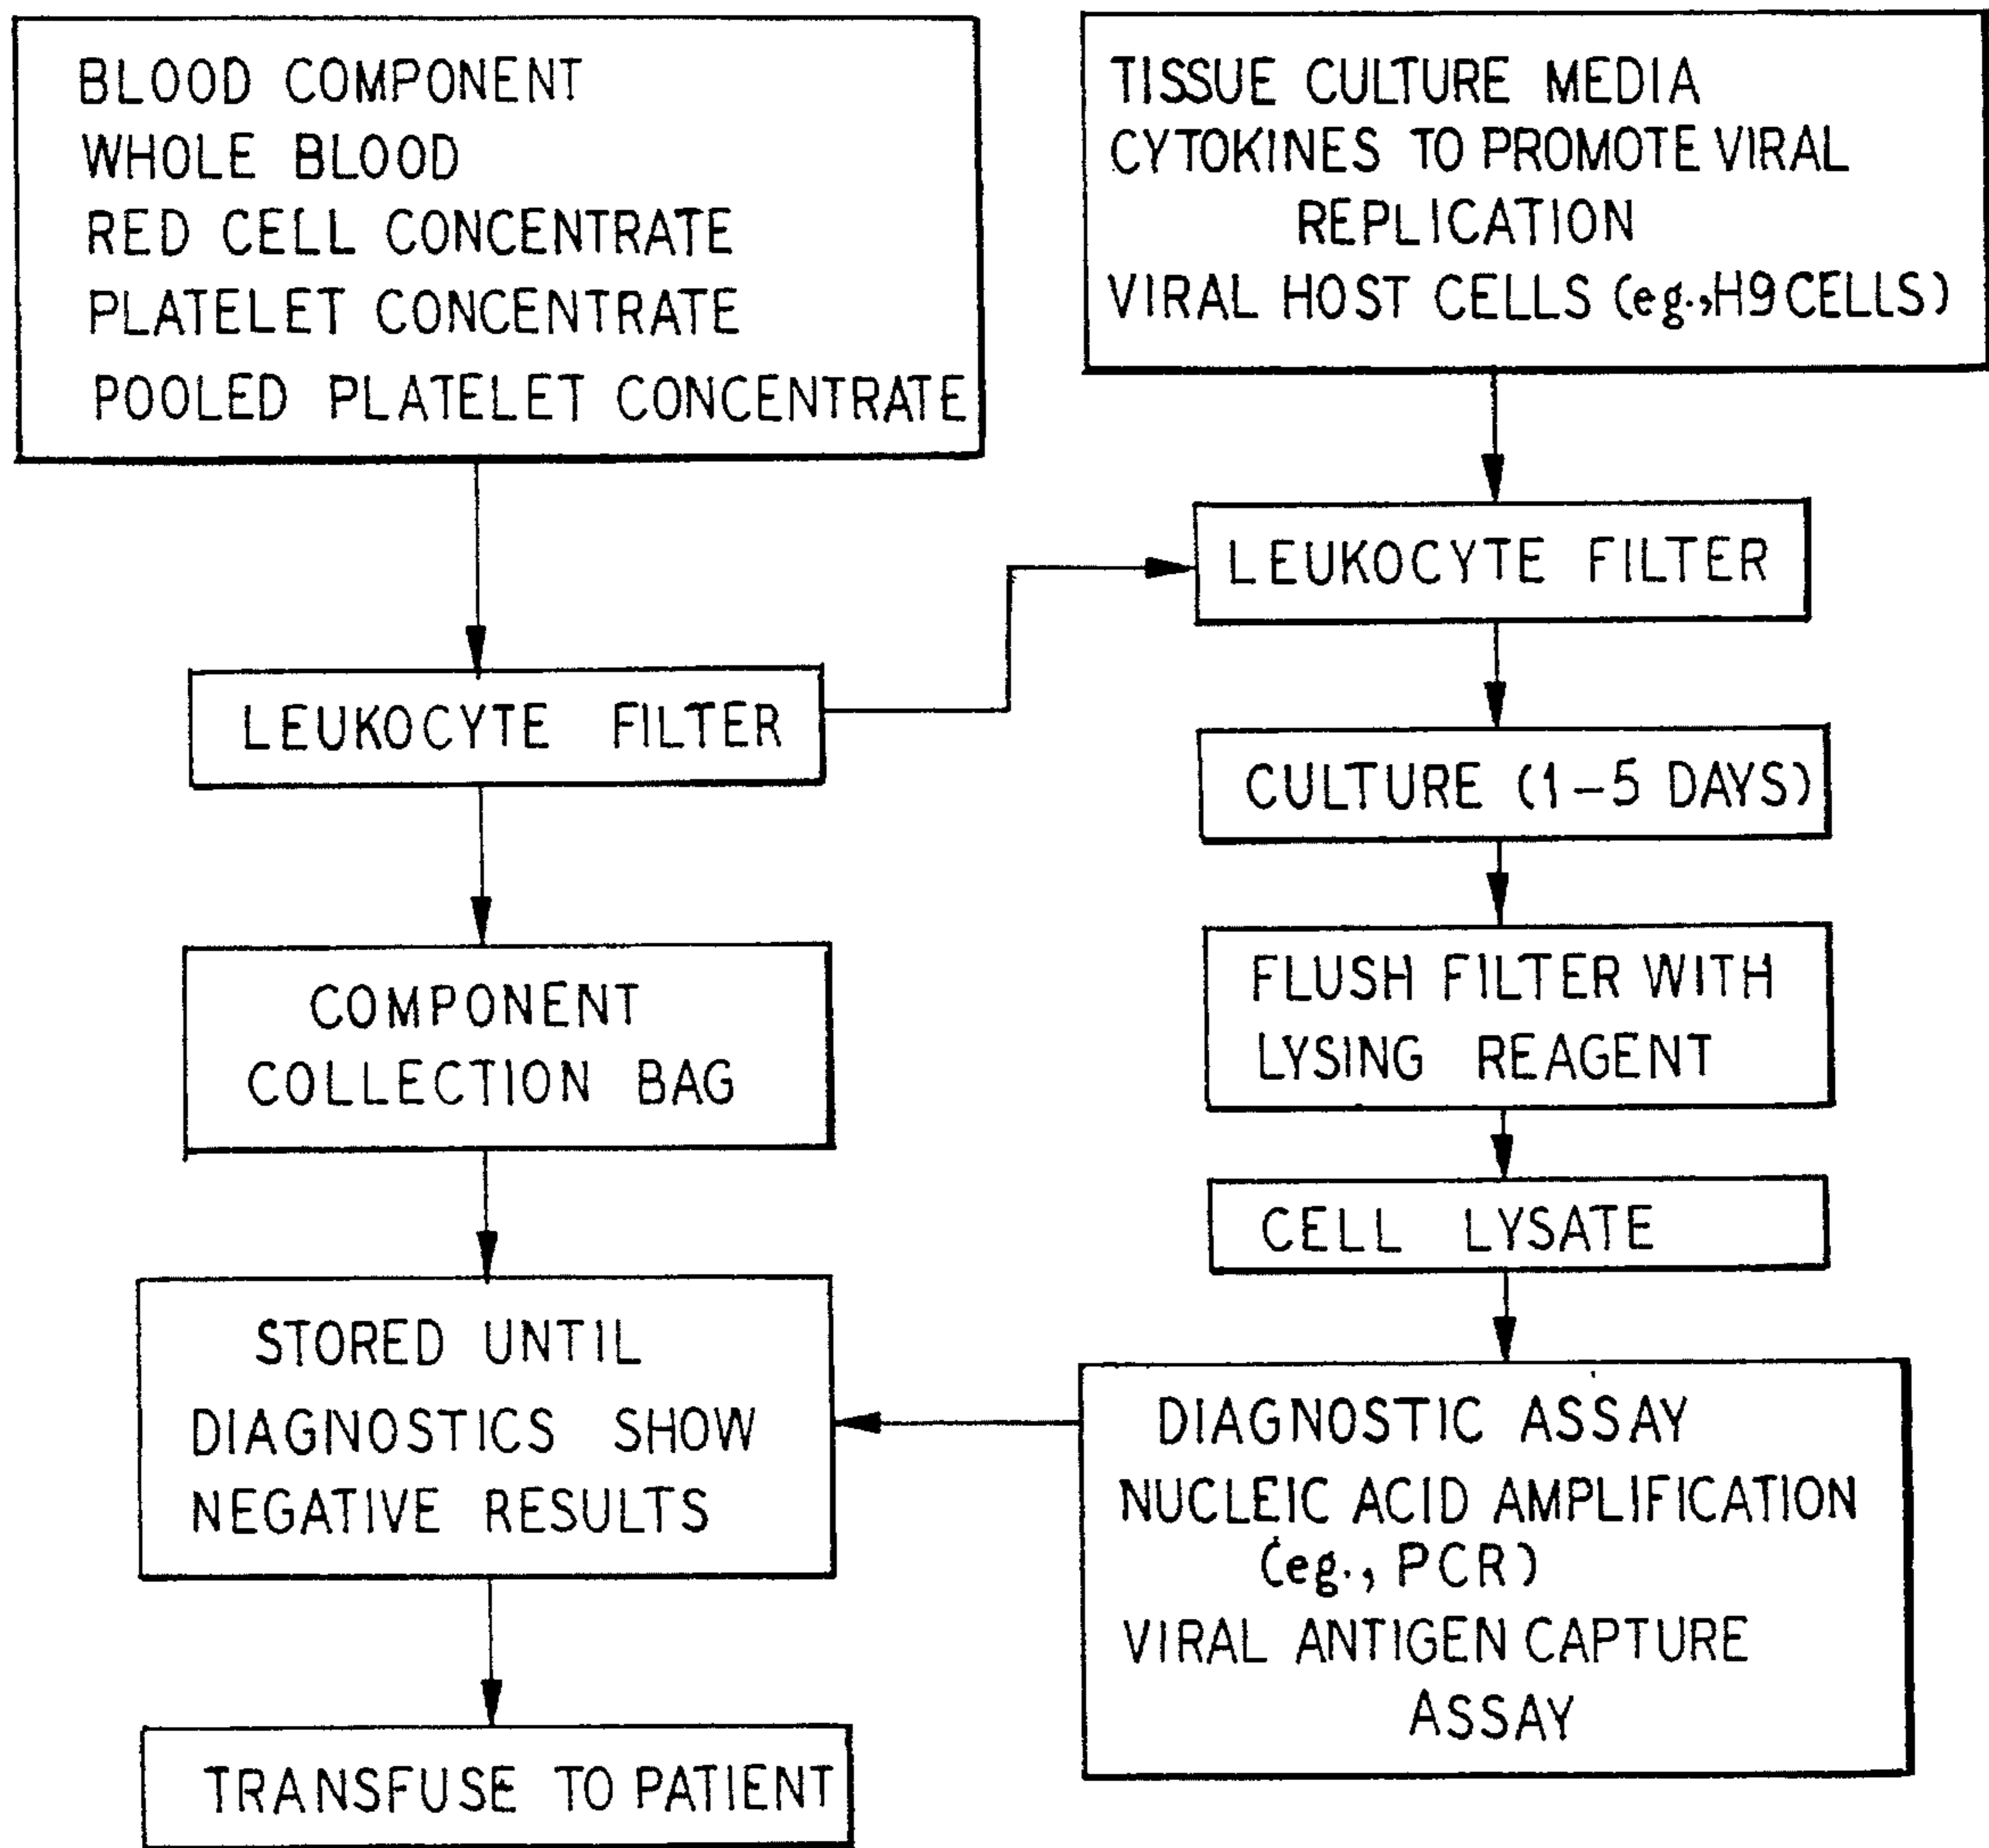 BLOOD COMPONENT
WHOLE BLOOD
RED CELL CONCENTRATE
PLATELET CONCENTRATE
POOLED PLATELET CONCENTRATE
LEUKOCYTE FILTER
COMPONENT
COLLECTION BAG
STORED UNTIL
DIAGNOSTICS SHOW
NEGATIVE RESULTS
TRANSFUSE TO PATIENT
TISSUE CULTURE MEDIA
CYTOKINES TO PROMOTE VIRAL
REPLICATION
VIRAL HOST CELLS (eg.,H9 CELLS)
LEUKOCYTE FILTER
CULTURE (1-5 DAYS)
FLUSH FILTER WITH
LYSING REAGENT
CELL LYSATE
DIAGNOSTIC ASSAY
NUCLEIC ACID AMPLIFICATION
(eg., PCR)
VIRAL ANTIGEN CAPTURE
ASSAY